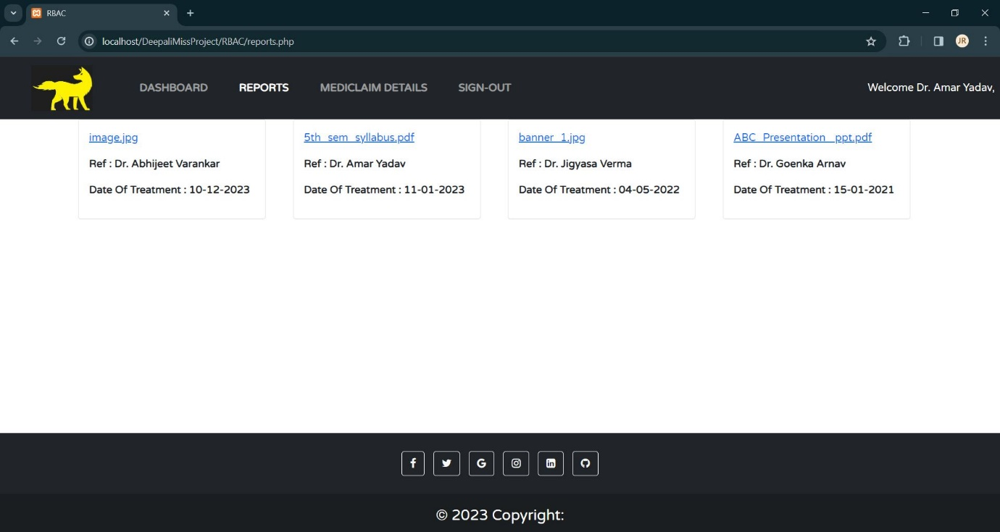 RBAC
localhost/DeepaliMissProject/RBAC/reports.php
JR
DASHBOARD REPORTS MEDICLAIM DETAILS SIGN-OUT Welcome Dr. Amar Yadav,
image.jpg
Ref : Dr. Abhijeet Varankar
Date Of Treatment : 10-12-2023
5th_sem_syllabus.pdf
Ref : Dr. Amar Yadav
Date Of Treatment : 11-01-2023
banner_1.jpg
Ref : Dr. Jigyasa Verma
Date Of Treatment : 04-05-2022
ABC_Presentation_ppt.pdf
Ref : Dr. Goenka Arnav
Date Of Treatment : 15-01-2021
© 2023 Copyright: